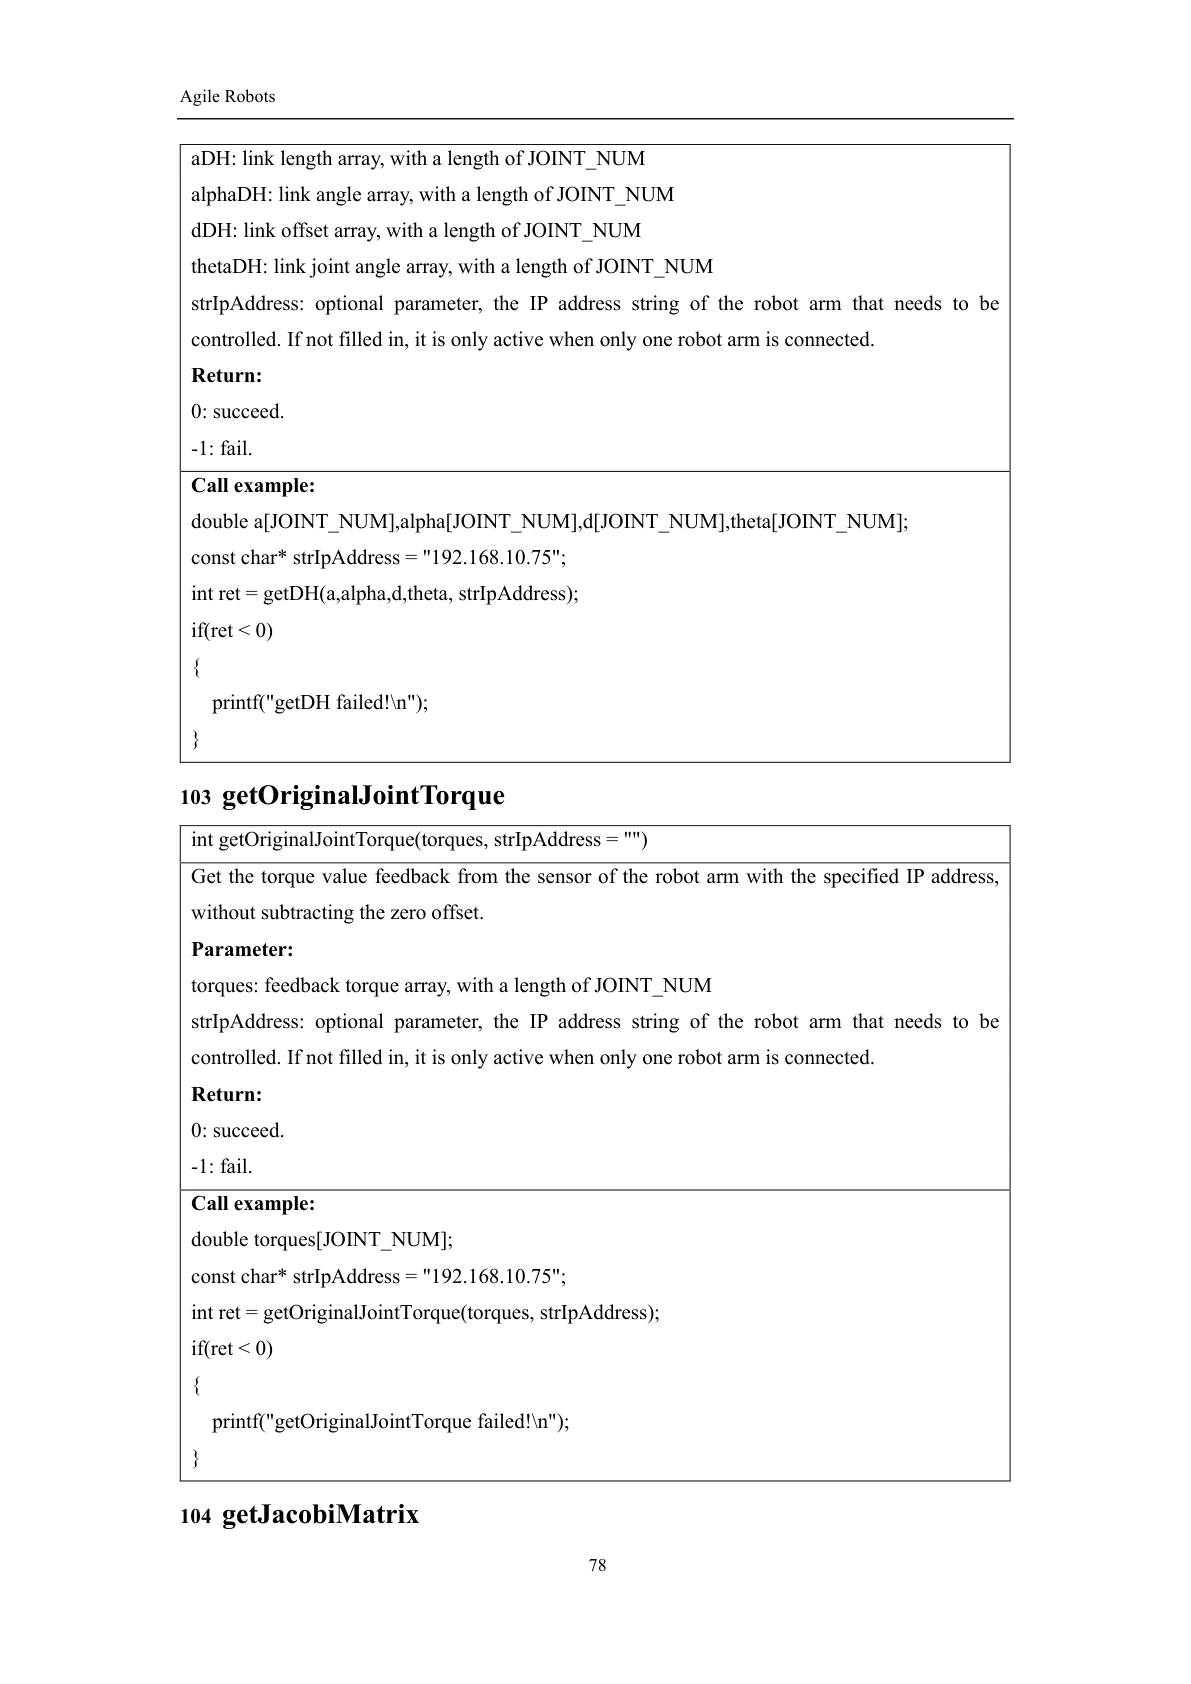 Agile Robots
aDH: link length array, with a length of JOINT_NUM
alphaDH: link angle array, with a length of JOINT_NUM
dDH: link offset array, with a length of JOINT_NUM
thetaDH: link joint angle array, with a length of JOINT_NUM
strIpAddress: optional parameter, the IP address string of the robot arm that needs to be
controlled. If not filled in, it is only active when only one robot arm is connected.
Return:
0: succeed.
-1: fail.
Call example:
double a[JOINT_NUM],alpha[JOINT_NUM],d[JOINT_NUM],theta[JOINT_NUM];
const char* strIpAddress = "192.168.10.75";
int ret = getDH(a,alpha,d,theta, strIpAddress);
if(ret < 0)
{
printf("getDH failed!\n");
}
103 getOriginalJointTorque
int getOriginalJointTorque(torques, strIpAddress = "")
Get the torque value feedback from the sensor of the robot arm with the specified IP address,
without subtracting the zero offset.
Parameter:
torques: feedback torque array, with a length of JOINT_NUM
strIpAddress: optional parameter, the IP address string of the robot arm that needs to be
controlled. If not filled in, it is only active when only one robot arm is connected.
Return:
0: succeed.
-1: fail.
Call example:
double torques[JOINT_NUM];
const char* strIpAddress = "192.168.10.75";
int ret = getOriginalJointTorque(torques, strIpAddress);
if(ret < 0)
{
printf("getOriginalJointTorque failed!\n");
}
104 getJacobiMatrix
78